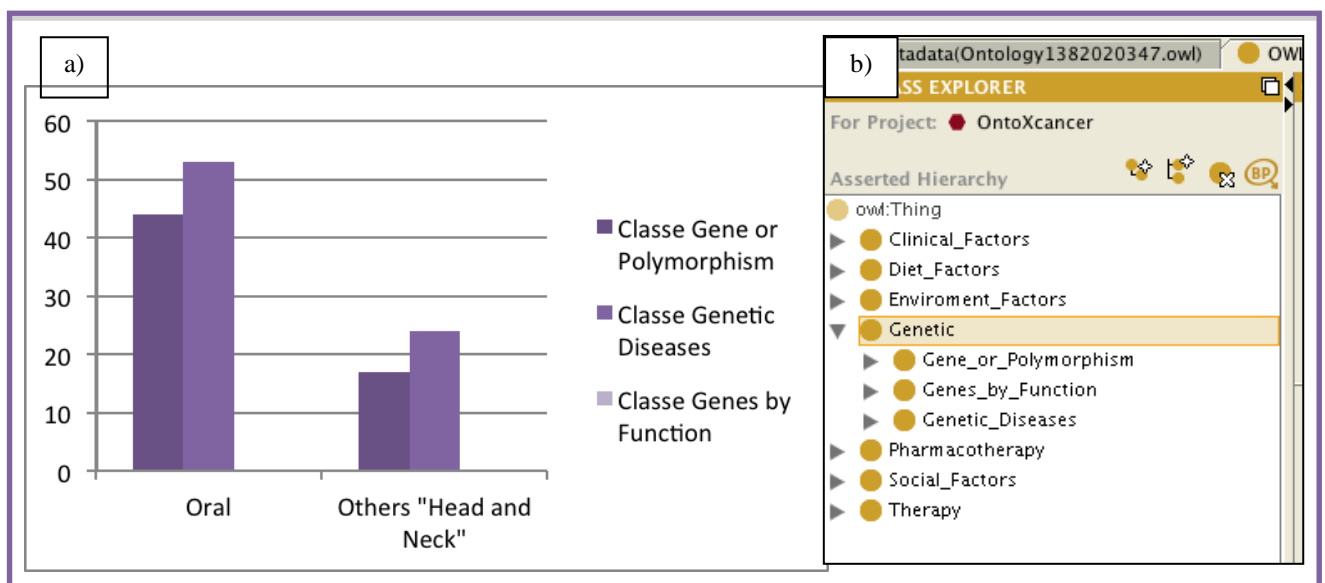 a)
60
50
40
30
20
10
0
Oral
Others "Head and
Neck"
Classe Gene or
Polymorphism
Classe Genetic
Diseases
Classe Genes by
Function
b)
tadata(Ontology1382020347.owl)
OWL
ASS EXPLORER
For Project: OntoXcancer
BP
Asserted Hierarchy
owl:Thing
Clinical_Factors
Diet_Factors
Enviroment_Factors
Genetic
Gene_or_Polymorphism
Genes_by_Function
Genetic_Diseases
Pharmacotherapy
Social_Factors
Therapy